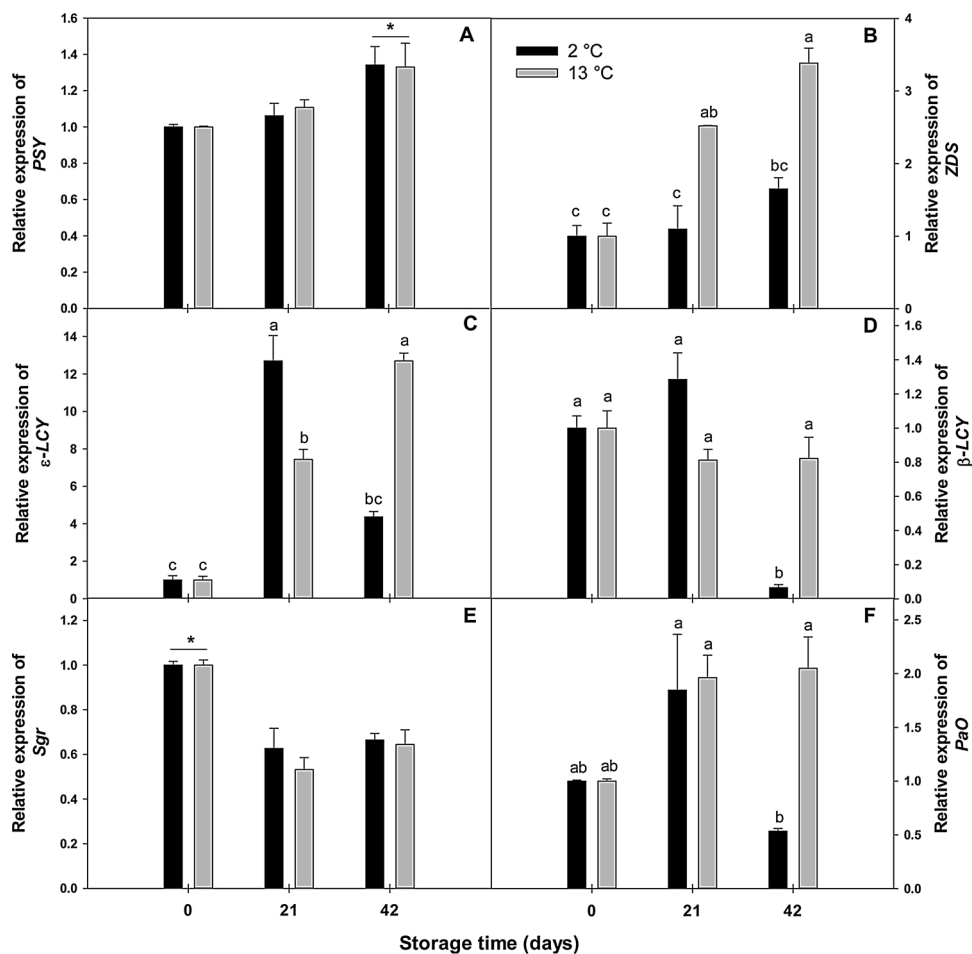 A
Relative expression of
PSY
1.6
1.4
1.2
1.0
0.8
0.6
0.4
0.2
0.0
*
B
2 °C
13 °C
c
c
c
ab
bc
a
4
3
2
1
0
Relative expression of
ZDS
C
Relative expression of
ε-LCY
14
12
10
8
6
4
2
0
c
c
a
b
bc
a
D
a
a
a
a
b
a
1.6
1.4
1.2
1.0
0.8
0.6
0.4
0.2
0.0
Relative expression of
β-LCY
E
Relative expression of
Sgr
1.2
1.0
0.8
0.6
0.4
0.2
0.0
*
0
21
42
F
ab
ab
a
a
b
a
2.5
2.0
1.5
1.0
0.5
0.0
Relative expression of
PaO
0
21
42
Storage time (days)